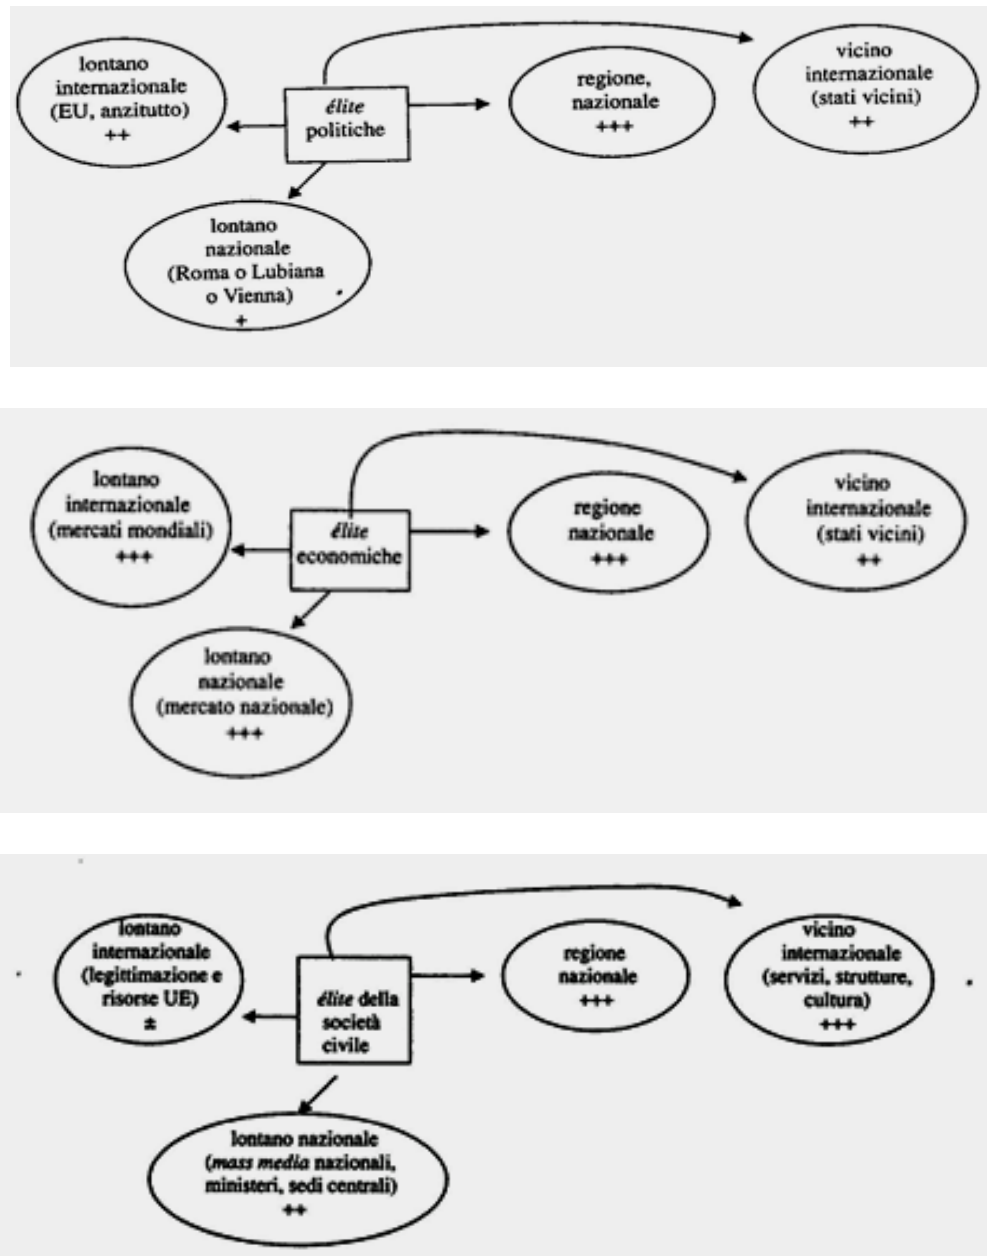 lontano
internazionale
(EU, anzitutto)
++
élite
politiche
regione,
nazionale
+++
vicino
internazionale
(stati vicini)
++
lontano
nazionale
(Roma o Lubiana
o Vienna)
+
lontano
internazionale
(mercati mondiali)
+++
élite
economiche
regione
nazionale
+++
vicino
internazionale
(stati vicini)
++
lontano
nazionale
(mercato nazionale)
+++
lontano
internazionale
(legittimazione e
risorse UE)
±
élite della
società
civile
regione
nazionale
+++
vicino
internazionale
(servizi, strutture,
cultura)
+++
lontano nazionale
(mass media nazionali,
ministeri, sedi centrali)
++